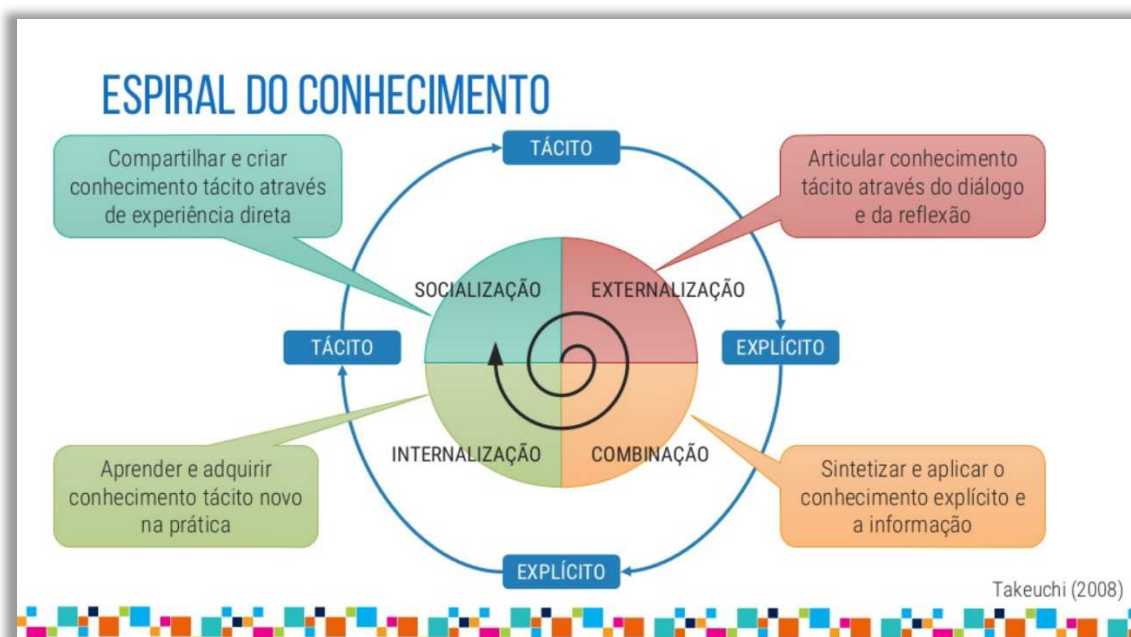 ESPIRAL DO CONHECIMENTO
TÁCITO
Compartilhar e criar
conhecimento tácito através
de experiência direta
Articular conhecimento
tácito através do diálogo
e da reflexão
SOCIALIZAÇÃO
EXTERNALIZAÇÃO
TÁCITO
EXPLÍCITO
INTERNALIZAÇÃO
COMBINAÇÃO
Aprender e adquirir
conhecimento tácito novo
na prática
Sintetizar e aplicar o
conhecimento explícito e
a informação
EXPLÍCITO
Takeuchi (2008)